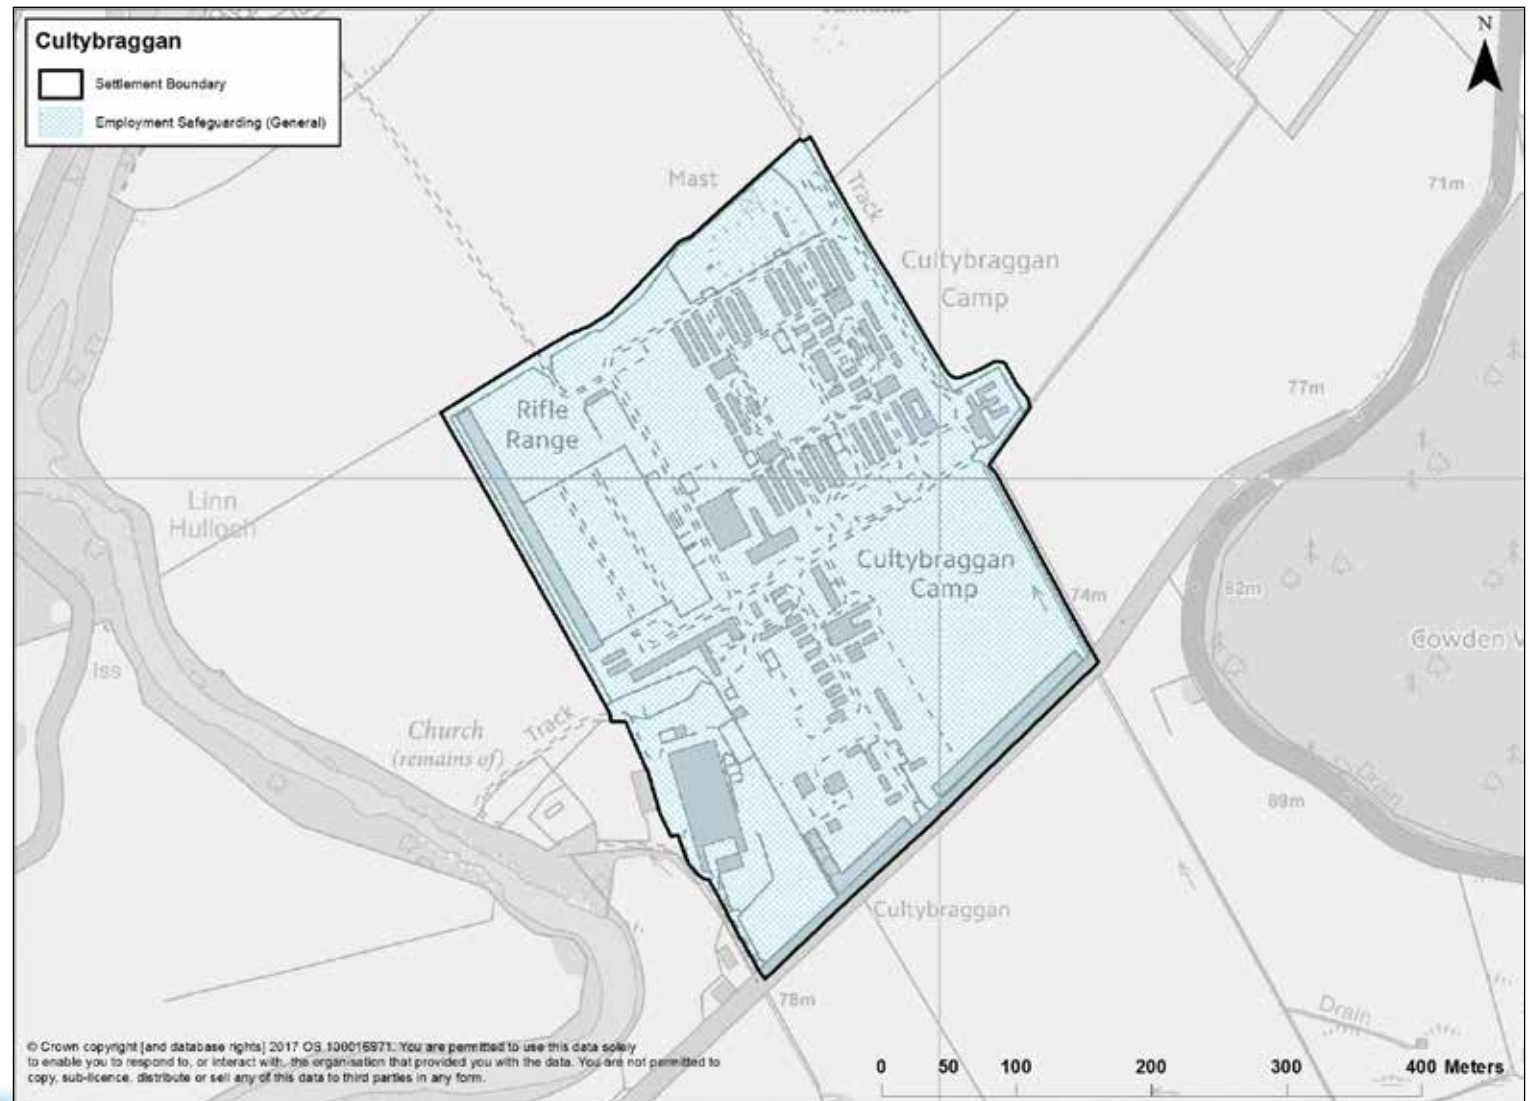 Cultybraggan
Settlement Boundary
Employment Safeguarding (General)
N
Mast
Track
71m
Cultybraggan
Camp
77m
Rifle
Range
Linn
Hulloch
Cultybraggan
Camp
74m
82m
Cowden
Iss
Church
(remains of)
Track
Drain
89m
Cultybraggan
78m
Drain
© Crown copyright [and database rights] 2017 OS 100016971. You are permitted to use this data solely
to enable you to respond to, or interact with, the organisation that provided you with the data. You are not permitted to
copy, sub-licence, distribute or sell any of this data to third parties in any form.
0 50 100 200 300 400 Meters